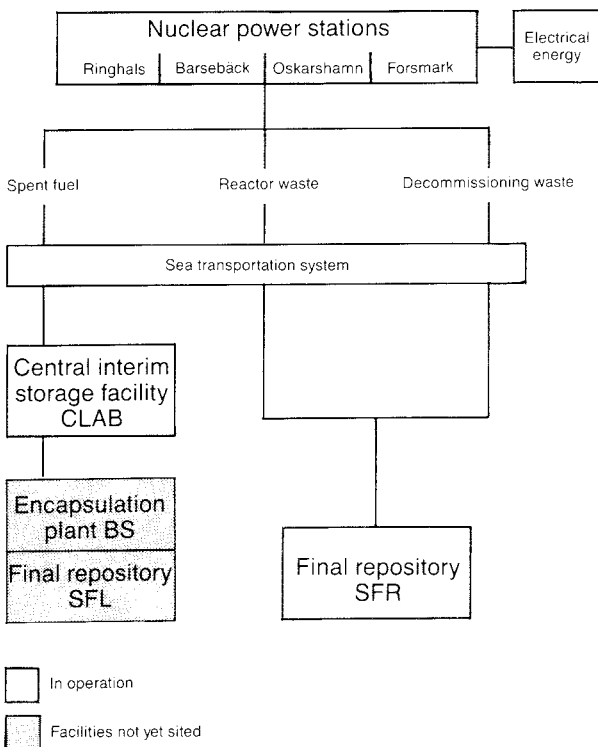 Nuclear power stations
Ringhals Barsebäck Oskarshamn Forsmark
Electrical
energy
Spent fuel
Reactor waste
Decommissioning waste
Sea transportation system
Central interim
storage facility
CLAB
Encapsulation
plant BS
Final repository
SFL
Final repository
SFR
In operation
Facilities not yet sited